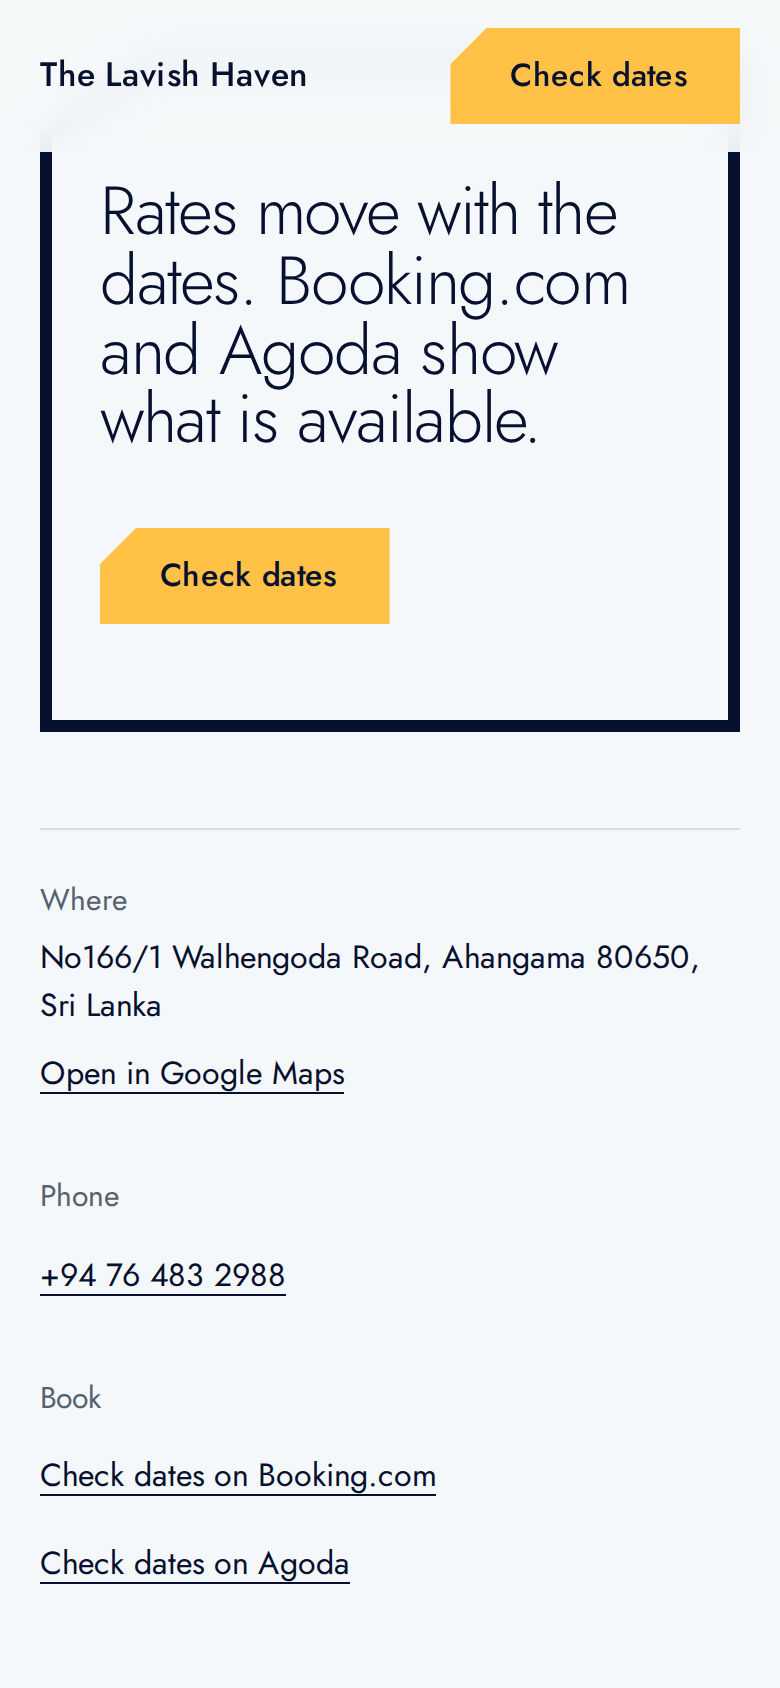 The Lavish Haven
Check dates
Rates move with the
dates. Booking.com
and Agoda show
what is available.
Check dates
Where
No166/1 Walhengoda Road, Ahangama 80650,
Sri Lanka
Open in Google Maps
Phone
+94 76 483 2988
Book
Check dates on Booking.com
Check dates on Agoda